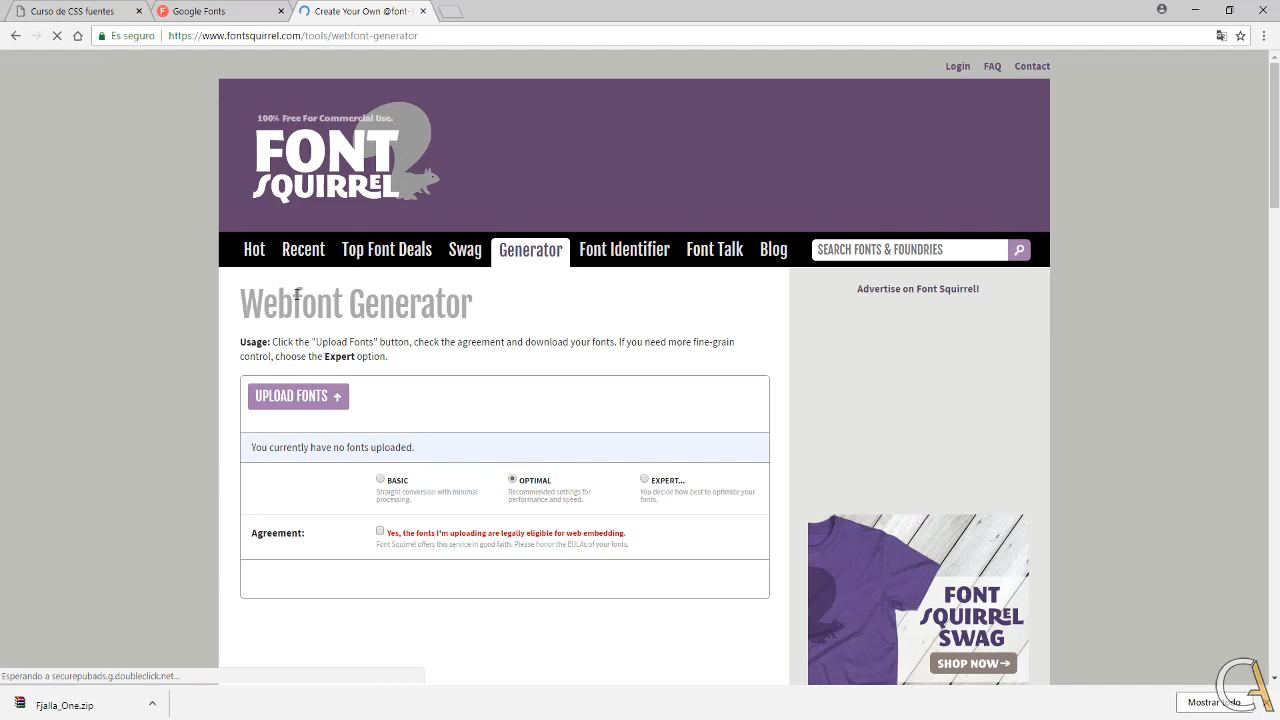 Curso de CSS fuentes
Google Fonts
Create Your Own @font-
Es seguro
https://www.fontsquirrel.com/tools/webfont-generator
Login FAQ Contact
100% Free For Commercial Use.
FONT
SQUIRREL
Hot Recent Top Font Deals Swag Generator Font Identifier Font Talk Blog
SEARCH FONTS & FOUNDRIES
Webfont Generator
Advertise on Font Squirrel!
Usage: Click the "Upload Fonts" button, check the agreement and download your fonts. If you need more fine-grain
control, choose the Expert option.
UPLOAD FONTS
You currently have no fonts uploaded.
BASIC
Straight conversion with minimal
processing.
OPTIMAL
Recommended settings for
performance and speed.
EXPERT...
You decide how best to optimize your
fonts.
Agreement:
Yes, the fonts I'm uploading are legally eligible for web embedding.
Font Squirrel offers this service in good faith. Please honor the EULAs of your fonts.
FONT
SQUIRREL
SWAG
SHOP NOW
Esperando a securepubads.g.doubleclick.net...
Fjalla_One.zip
Mostrar todo
CA